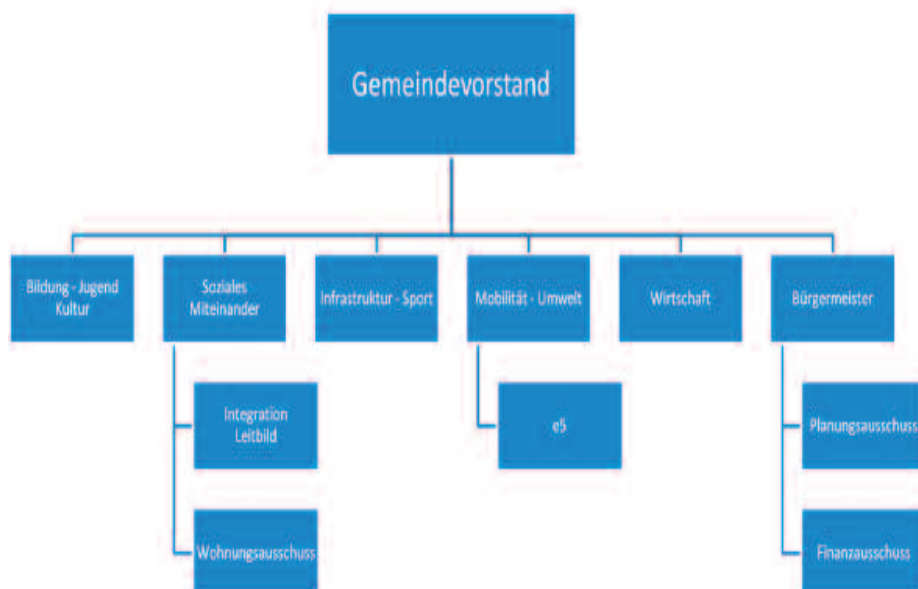 Gemeindevorstand
Bildung - Jugend
Kultur
Soziales
Miteinander
Infrastruktur - Sport
Mobilität - Umwelt
Wirtschaft
Bürgermeister
Integration
Leitbild
e5
Planungsausschuss
Wohnungsausschuss
Finanzausschuss